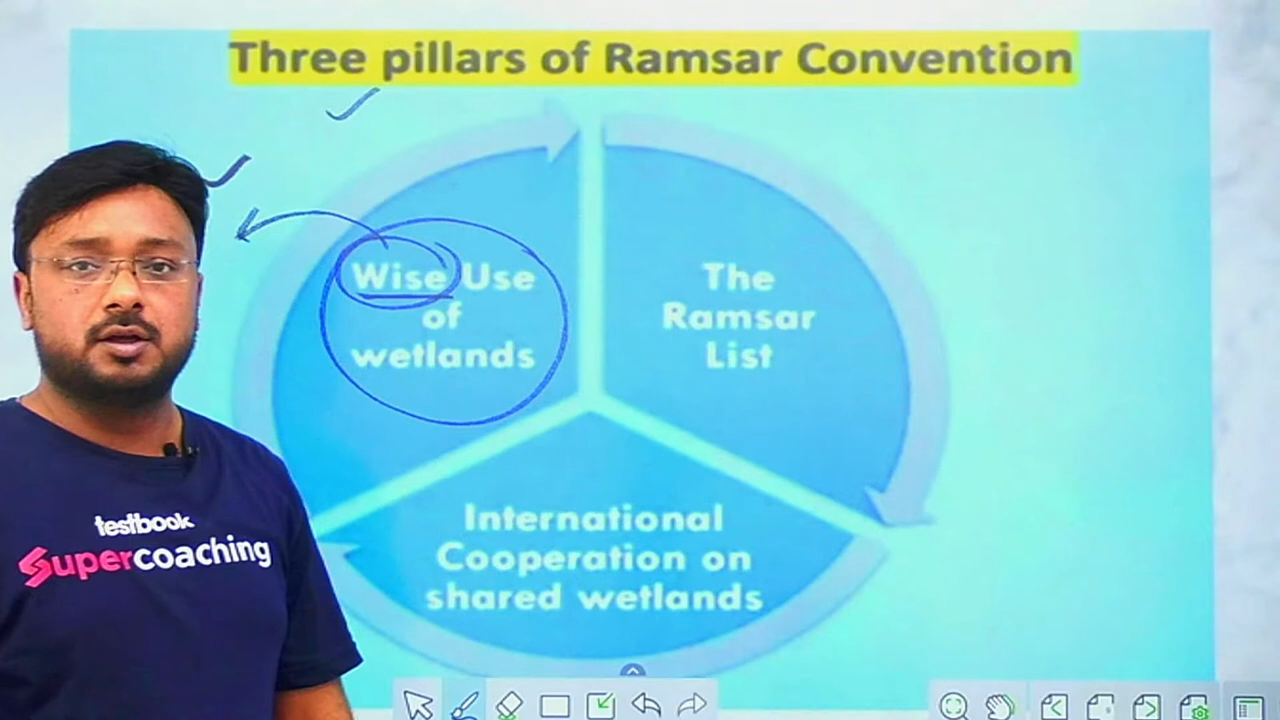 Three pillars of Ramsar Convention
Wise Use
of
wetlands
The
Ramsar
List
International
Cooperation on
shared wetlands
testbook
Supercoaching